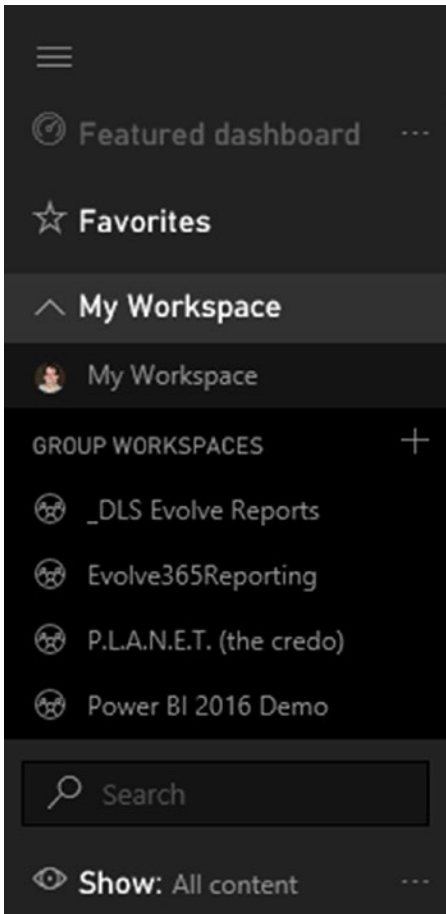 Featured dashboard ...
Favorites
My Workspace
My Workspace
GROUP WORKSPACES
_DLS Evolve Reports
Evolve365Reporting
P.L.A.N.E.T. (the credo)
Power BI 2016 Demo
Search
Show: All content ...